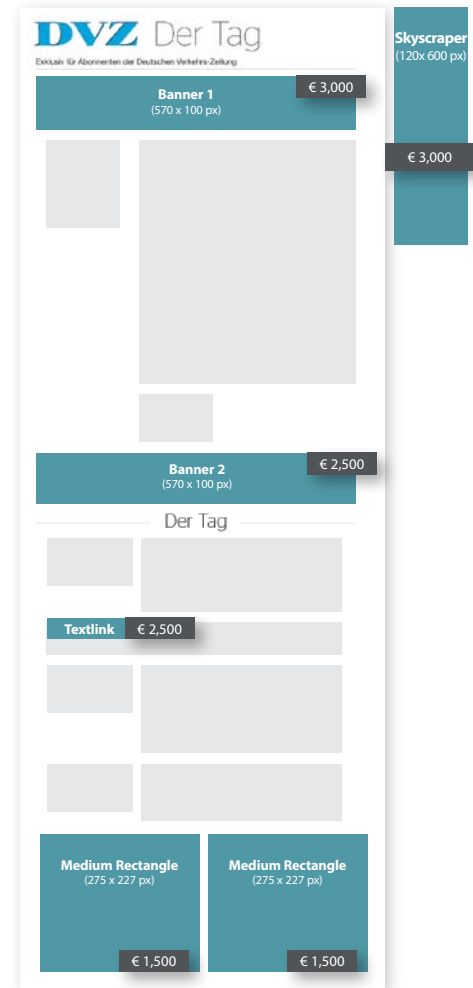 DVZ Der Tag
Exklusiv für Abonnenten der Deutschen Verkehrs-Zeitung
Banner 1
(570 x 100 px)
€ 3,000
Skyscraper
(120x 600 px)
€ 3,000
Banner 2
(570 x 100 px)
€ 2,500
Der Tag
Textlink
€ 2,500
Medium Rectangle
(275 x 227 px)
€ 1,500
Medium Rectangle
(275 x 227 px)
€ 1,500